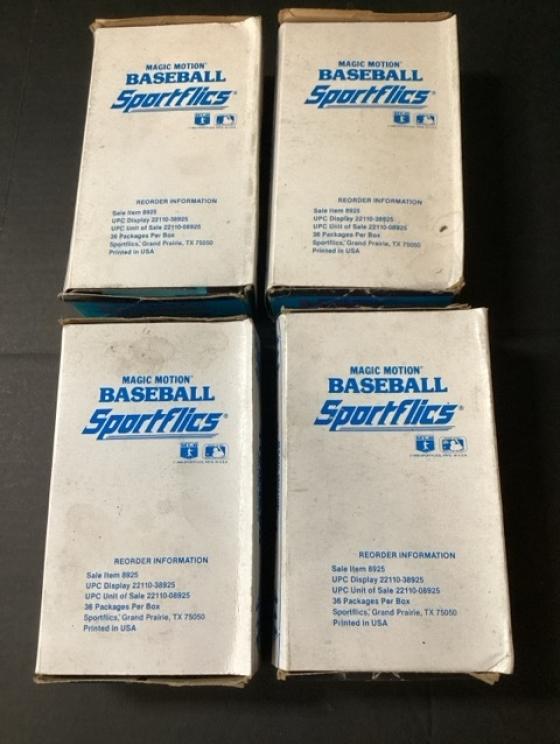 MAGIC MOTION™
BASEBALL
Sportflics®
REORDER INFORMATION
Sale Item 8925
UPC Display 22110-38925
UPC Unit of Sale 22110-08925
36 Packages Per Box
Sportflics, Grand Prairie, TX 75050
Printed in USA
MAGIC MOTION™
BASEBALL
Sportflics®
REORDER INFORMATION
Sale Item 8925
UPC Display 22110-38925
UPC Unit of Sale 22110-08925
36 Packages Per Box
Sportflics, Grand Prairie, TX 75050
Printed in USA
MAGIC MOTION™
BASEBALL
Sportflics®
REORDER INFORMATION
Sale Item 8925
UPC Display 22110-38925
UPC Unit of Sale 22110-08925
36 Packages Per Box
Sportflics, Grand Prairie, TX 75050
Printed in USA
MAGIC MOTION™
BASEBALL
Sportflics®
REORDER INFORMATION
Sale Item 8925
UPC Display 22110-38925
UPC Unit of Sale 22110-08925
36 Packages Per Box
Sportflics, Grand Prairie, TX 75050
Printed in USA